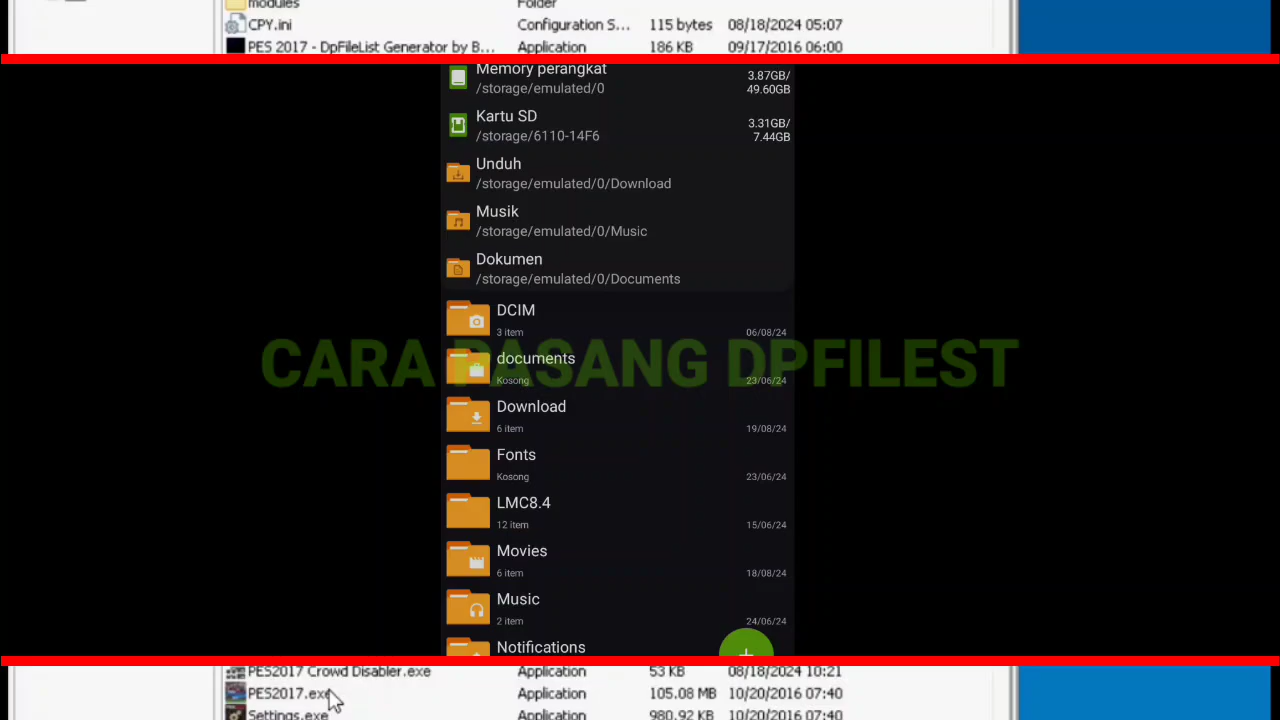 modules Folder
CPY.ini Configuration S... 115 bytes 08/18/2024 05:07
PES 2017 - DpFileList Generator by B... Application 186 KB 09/17/2016 06:00
Memory perangkat
/storage/emulated/0
3.87GB/
49.60GB
Kartu SD
/storage/6110-14F6
3.31GB/
7.44GB
Unduh
/storage/emulated/0/Download
Musik
/storage/emulated/0/Music
Dokumen
/storage/emulated/0/Documents
DCIM
3 item 06/08/24
CARA PASANG DPFILEST
documents
Kosong 23/06/24
Download
6 item 19/08/24
Fonts
Kosong 23/06/24
LMC8.4
12 item 15/06/24
Movies
6 item 18/08/24
Music
2 item 24/06/24
Notifications
PES2017 Crowd Disabler.exe Application 53 KB 08/18/2024 10:21
PES2017.exe Application 105.08 MB 10/20/2016 07:40
Settings.exe Application 980.92 KB 10/20/2016 07:40